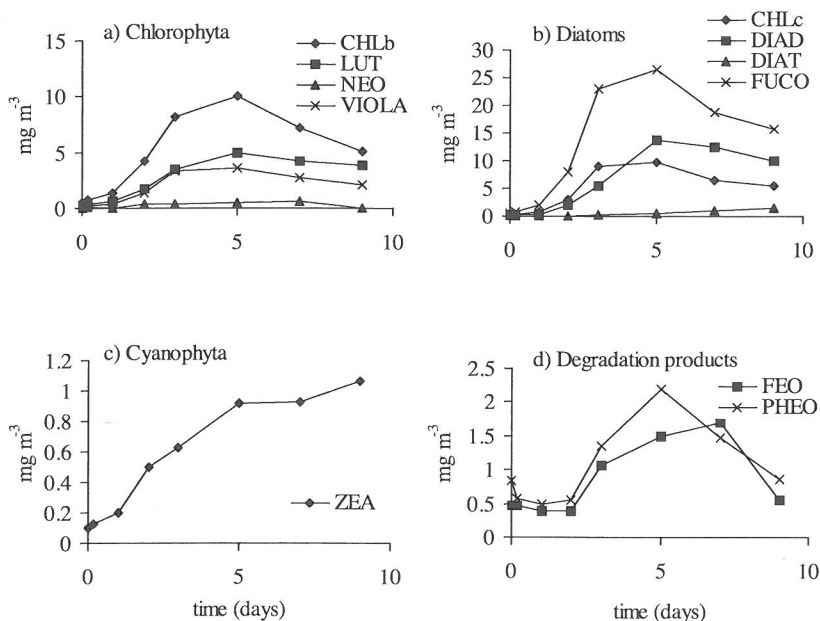 a) Chlorophyta
CHLb
LUT
NEO
VIOLA
mg m⁻³
15
10
5
0
0 5 10
b) Diatoms
CHLc
DIAD
DIAT
FUCO
mg m⁻³
30
25
20
15
10
5
0
0 5 10
c) Cyanophyta
ZEA
mg m⁻³
1.2
1
0.8
0.6
0.4
0.2
0
0 5 10
time (days)
d) Degradation products
FEO
PHEO
mg m⁻³
2.5
2
1.5
1
0.5
0
0 5 10
time (days)